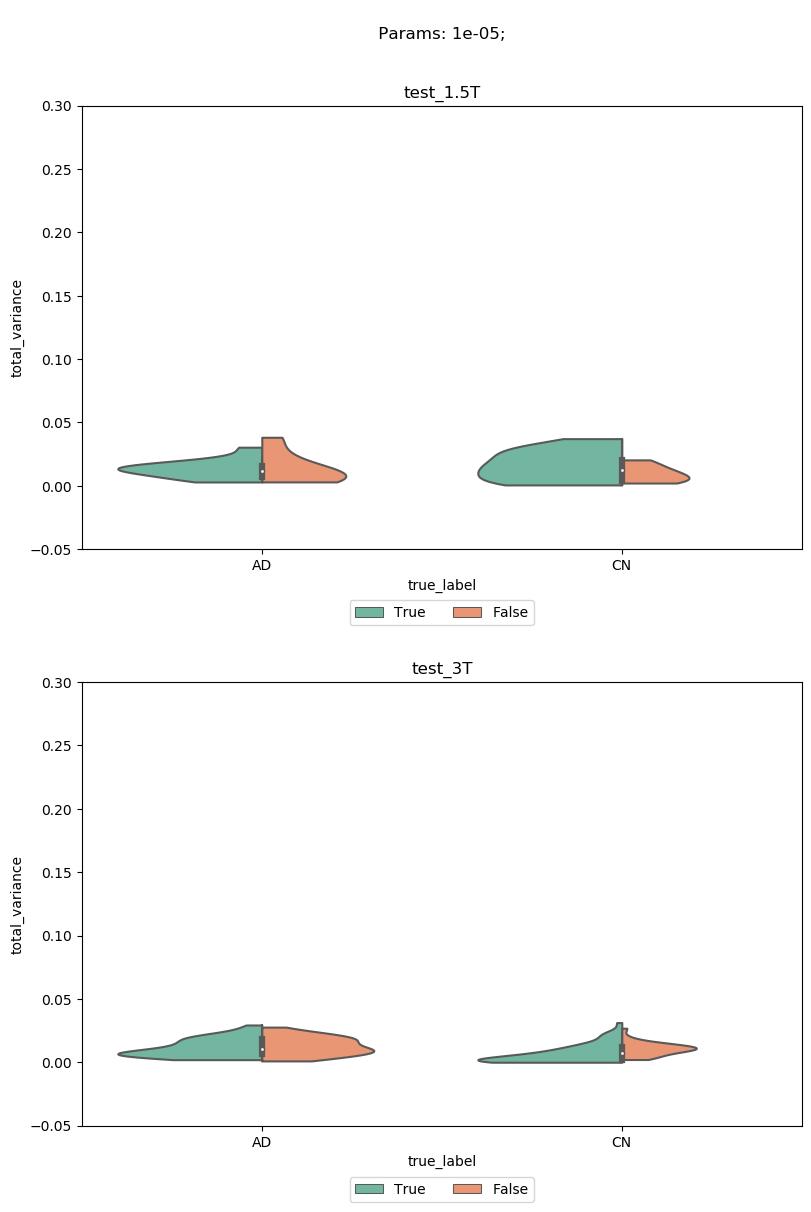 Params: 1e-05;
test_1.5T
0.30
0.25
0.20
0.15
0.10
0.05
0.00
−0.05
total_variance
AD CN
true_label
True False
test_3T
0.30
0.25
0.20
0.15
0.10
0.05
0.00
−0.05
total_variance
AD CN
true_label
True False